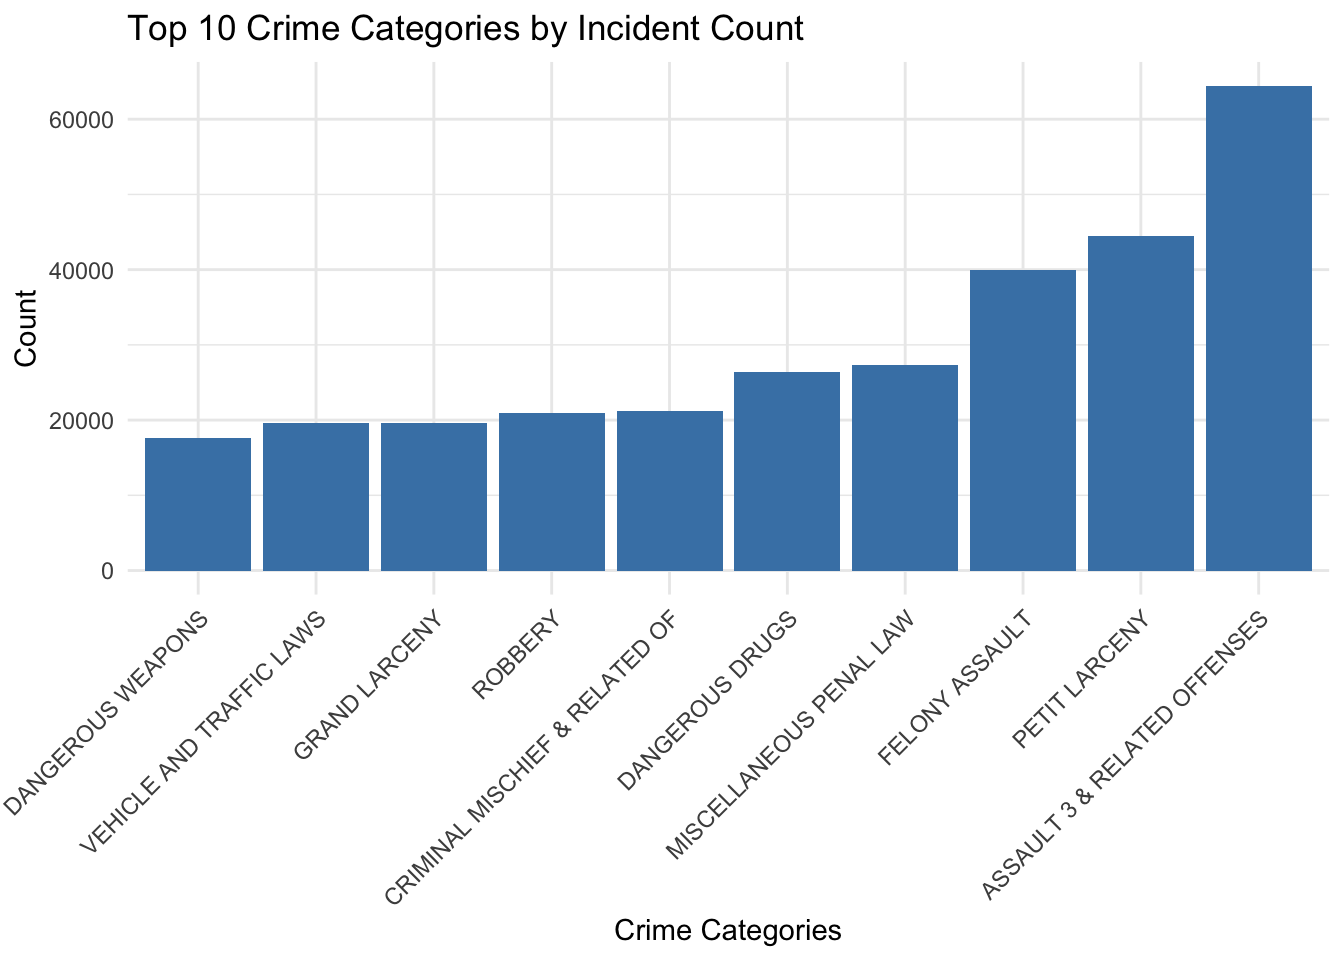 Top 10 Crime Categories by Incident Count
Count
60000
40000
20000
0
DANGEROUS WEAPONS
VEHICLE AND TRAFFIC LAWS
GRAND LARCENY
ROBBERY
CRIMINAL MISCHIEF & RELATED OF
DANGEROUS DRUGS
MISCELLANEOUS PENAL LAW
FELONY ASSAULT
PETIT LARCENY
ASSAULT 3 & RELATED OFFENSES
Crime Categories